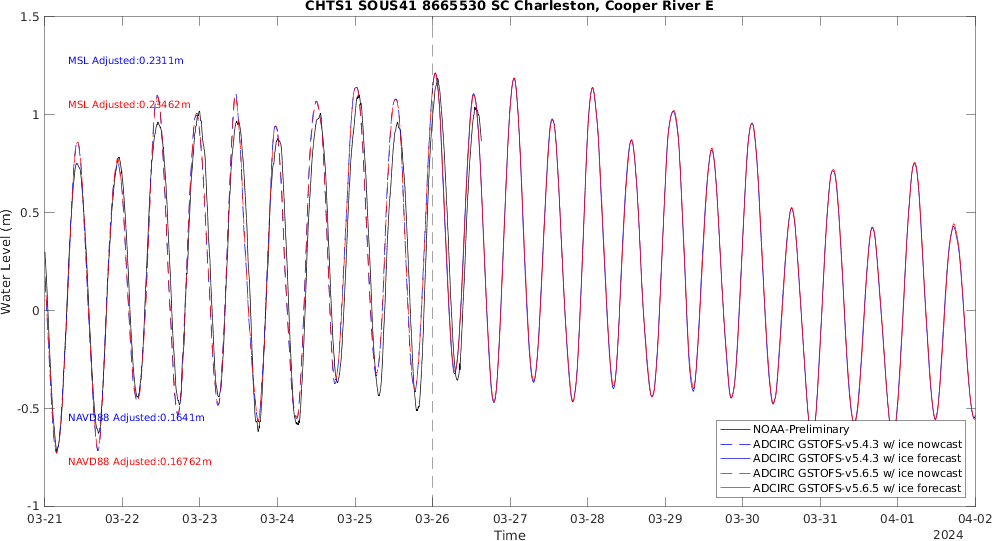 CHTS1 SOUS41 8665530 SC Charleston, Cooper River E
1.5
1
0.5
0
-0.5
-1
Water Level (m)
MSL Adjusted:0.2311m
MSL Adjusted:0.23462m
NAVD88 Adjusted:0.1641m
NAVD88 Adjusted:0.16762m
NOAA-Preliminary
ADCIRC GSTOFS-v5.4.3 w/ ice nowcast
ADCIRC GSTOFS-v5.4.3 w/ ice forecast
ADCIRC GSTOFS-v5.6.5 w/ ice nowcast
ADCIRC GSTOFS-v5.6.5 w/ ice forecast
03-21 03-22 03-23 03-24 03-25 03-26 03-27 03-28 03-29 03-30 03-31 04-01 04-02
Time
2024